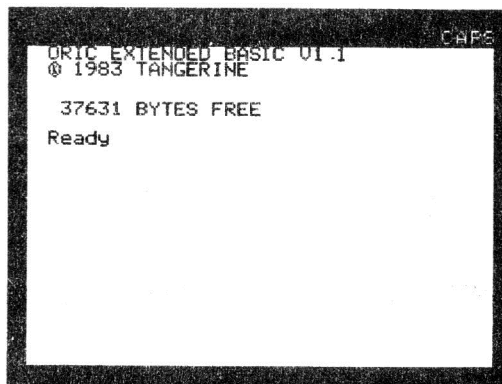 CAPS
ORIC EXTENDED BASIC V1.1
© 1983 TANGERINE
37631 BYTES FREE
Ready